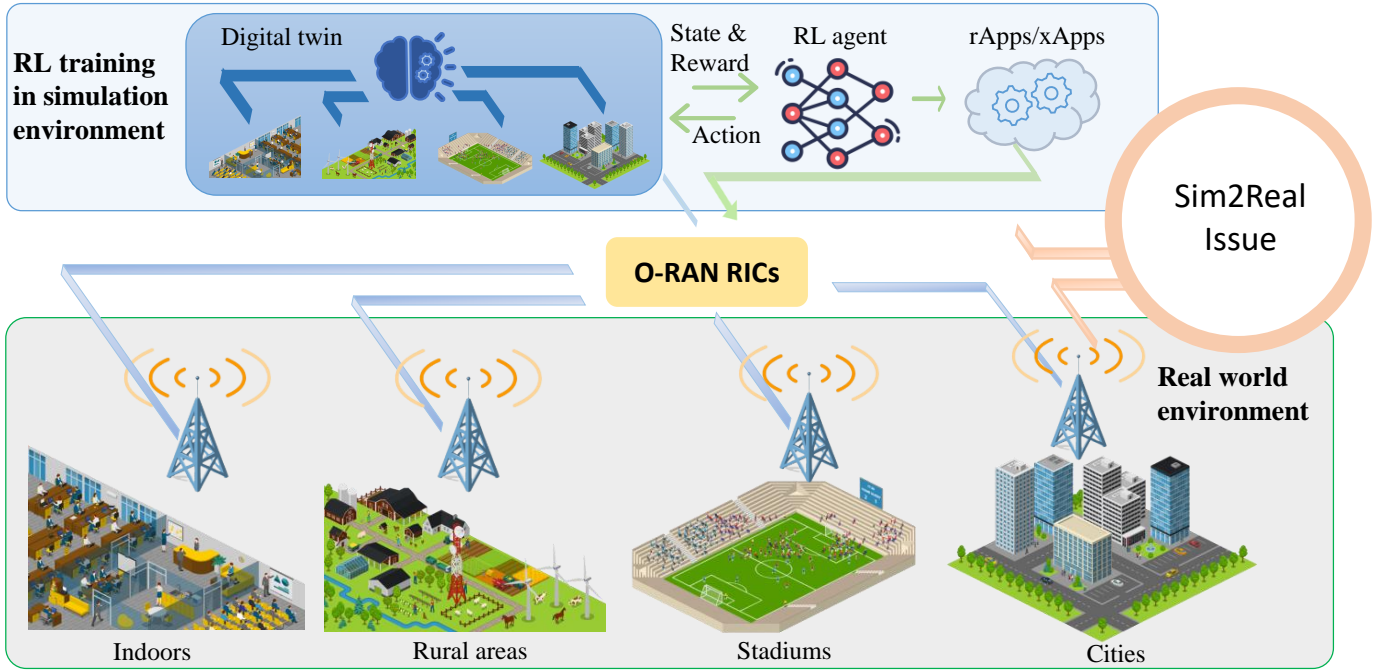 RL training
in simulation
environment
Digital twin
State &
Reward
Action
RL agent
rApps/xApps
Sim2Real
Issue
O-RAN RICs
Real world
environment
Indoors
Rural areas
Stadiums
Cities